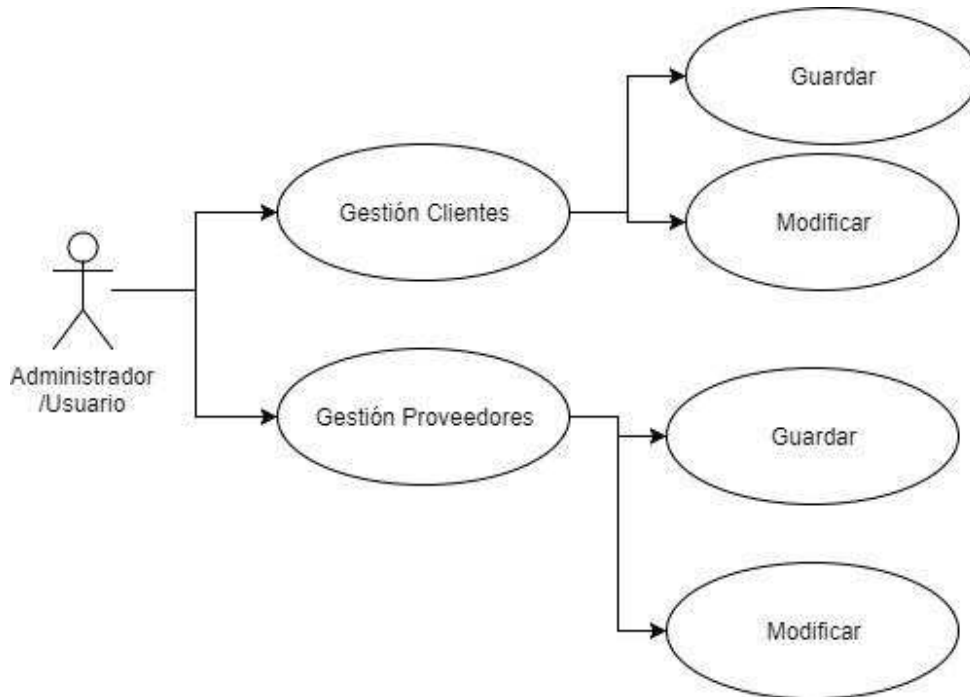 Guardar
Gestión Clientes
Modificar
Administrador
/Usuario
Gestión Proveedores
Guardar
Modificar